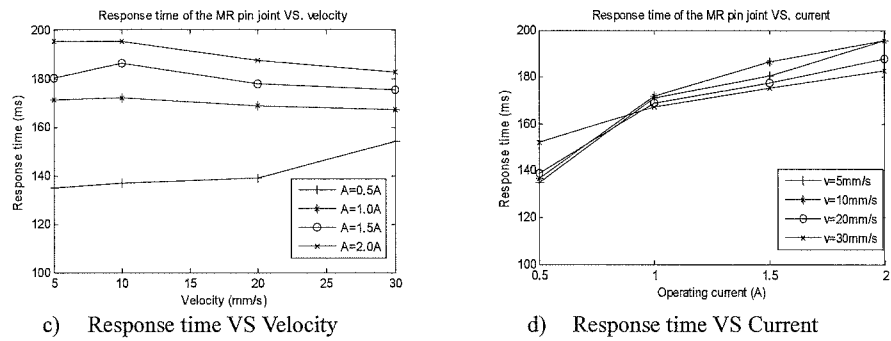 Response time of the MR pin joint VS. velocity
200
180
160
140
120
100
Response time (ms)
5
10
15
20
25
30
Velocity (mm/s)
A=0.5A
A=1.0A
A=1.5A
A=2.0A
c) Response time VS Velocity
Response time of the MR pin joint VS. current
200
180
160
140
120
100
Response time (ms)
0.5
1
1.5
2
Operating current (A)
v=5mm/s
v=10mm/s
v=20mm/s
v=30mm/s
d) Response time VS Current